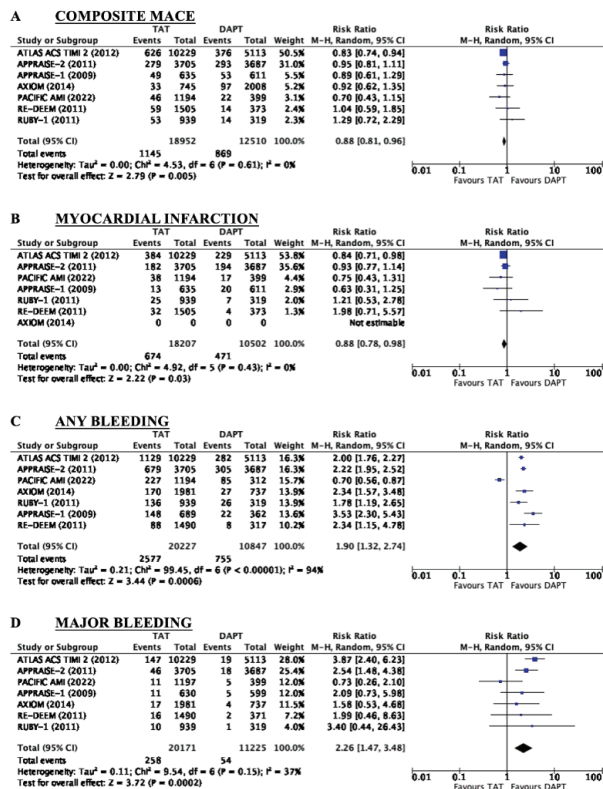 A COMPOSITE MACE
TAT DAPT Risk Ratio Risk Ratio
Study or Subgroup Events Total Events Total Weight M-H, Random, 95% CI M-H, Random, 95% CI
ATLAS ACS TIMI 2 (2012) 626 10229 376 5113 50.5% 0.83 [0.74, 0.94]
APPRAISE-2 (2011) 279 3705 293 3687 31.0% 0.95 [0.81, 1.11]
APPRAISE-1 (2009) 49 635 53 611 5.5% 0.89 [0.61, 1.29]
AXIOM (2014) 33 745 97 2008 5.4% 0.92 [0.62, 1.35]
PACIFIC AMI (2022) 46 1194 22 399 3.4% 0.70 [0.43, 1.15]
RE-DEEM (2011) 59 1505 14 373 2.4% 1.04 [0.59, 1.85]
RUBY-1 (2011) 53 939 14 319 2.4% 1.29 [0.72, 2.29]
Total (95% CI) 18952 12510 100.0% 0.88 [0.81, 0.96]
Total events 1145 869
Heterogeneity: Tau² = 0.00; Chi² = 4.53, df = 6 (P = 0.61); I² = 0%
Test for overall effect: Z = 2.79 (P = 0.005)
0.01 0.1 1 10 100
Favours TAT Favours DAPT
B MYOCARDIAL INFARCTION
TAT DAPT Risk Ratio Risk Ratio
Study or Subgroup Events Total Events Total Weight M-H, Random, 95% CI M-H, Random, 95% CI
ATLAS ACS TIMI 2 (2012) 384 10229 229 5113 53.8% 0.84 [0.71, 0.98]
APPRAISE-2 (2011) 182 3705 194 3687 35.6% 0.93 [0.77, 1.14]
PACIFIC AMI (2022) 38 1194 17 399 4.4% 0.75 [0.43, 1.31]
APPRAISE-1 (2009) 13 635 20 611 2.9% 0.63 [0.31, 1.25]
RUBY-1 (2011) 25 939 7 319 2.0% 1.21 [0.53, 2.78]
RE-DEEM (2011) 32 1505 4 373 1.3% 1.98 [0.71, 5.57]
AXIOM (2014) 0 0 0 0 Not estimable
Total (95% CI) 18207 10502 100.0% 0.88 [0.78, 0.98]
Total events 674 471
Heterogeneity: Tau² = 0.00; Chi² = 4.92, df = 5 (P = 0.43); I² = 0%
Test for overall effect: Z = 2.22 (P = 0.03)
0.01 0.1 1 10 100
Favours TAT Favours DAPT
C ANY BLEEDING
TAT DAPT Risk Ratio Risk Ratio
Study or Subgroup Events Total Events Total Weight M-H, Random, 95% CI M-H, Random, 95% CI
ATLAS ACS TIMI 2 (2012) 1129 10229 282 5113 16.3% 2.00 [1.76, 2.27]
APPRAISE-2 (2011) 679 3705 305 3687 16.3% 2.22 [1.95, 2.52]
PACIFIC AMI (2022) 227 1194 85 312 15.7% 0.70 [0.56, 0.87]
AXIOM (2014) 170 1981 27 737 14.2% 2.34 [1.57, 3.48]
RUBY-1 (2011) 136 939 26 319 13.9% 1.78 [1.19, 2.65]
APPRAISE-1 (2009) 148 689 22 362 13.5% 3.53 [2.30, 5.43]
RE-DEEM (2011) 88 1490 8 317 10.2% 2.34 [1.15, 4.78]
Total (95% CI) 20227 10847 100.0% 1.90 [1.32, 2.74]
Total events 2577 755
Heterogeneity: Tau² = 0.21; Chi² = 99.45, df = 6 (P < 0.00001); I² = 94%
Test for overall effect: Z = 3.44 (P = 0.0006)
0.01 0.1 1 10 100
Favours TAT Favours DAPT
D MAJOR BLEEDING
TAT DAPT Risk Ratio Risk Ratio
Study or Subgroup Events Total Events Total Weight M-H, Random, 95% CI M-H, Random, 95% CI
ATLAS ACS TIMI 2 (2012) 147 10229 19 5113 28.0% 3.87 [2.40, 6.23]
APPRAISE-2 (2011) 46 3705 18 3687 25.4% 2.54 [1.48, 4.38]
PACIFIC AMI (2022) 11 1197 5 399 12.2% 0.73 [0.26, 2.10]
APPRAISE-1 (2009) 11 630 5 599 12.0% 2.09 [0.73, 5.98]
AXIOM (2014) 17 1981 4 737 11.2% 1.58 [0.53, 4.68]
RE-DEEM (2011) 16 1490 2 371 7.2% 1.99 [0.46, 8.63]
RUBY-1 (2011) 10 939 1 319 4.0% 3.40 [0.44, 26.43]
Total (95% CI) 20171 11225 100.0% 2.26 [1.47, 3.48]
Total events 258 54
Heterogeneity: Tau² = 0.11; Chi² = 9.54, df = 6 (P = 0.15); I² = 37%
Test for overall effect: Z = 3.72 (P = 0.0002)
0.01 0.1 1 10 100
Favours TAT Favours DAPT